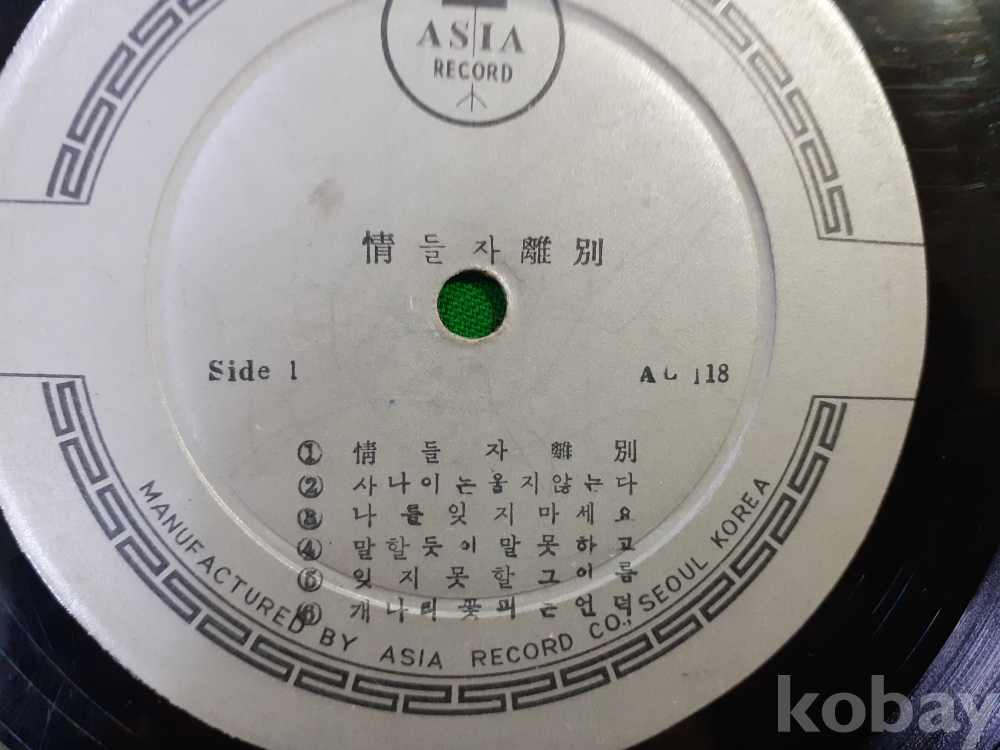 ASIA
RECORD
情들자離別
Side 1
118
① 情들자離別
② 사나이는울지않는다
③ 나를잊지마세요
④ 말할듯이말못하고
⑤ 잊지못할그이름
⑥ 개나리꽃피는언덕
MANUFACTURED BY ASIA RECORD CO., SEOUL KOREA
kobay